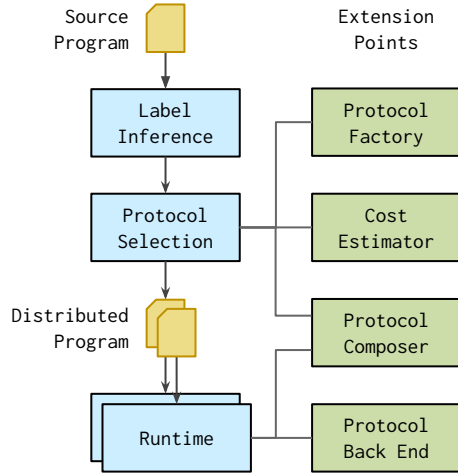 Source
Program
Extension
Points
Label
Inference
Protocol
Factory
Protocol
Selection
Cost
Estimator
Distributed
Program
Protocol
Composer
Runtime
Protocol
Back End